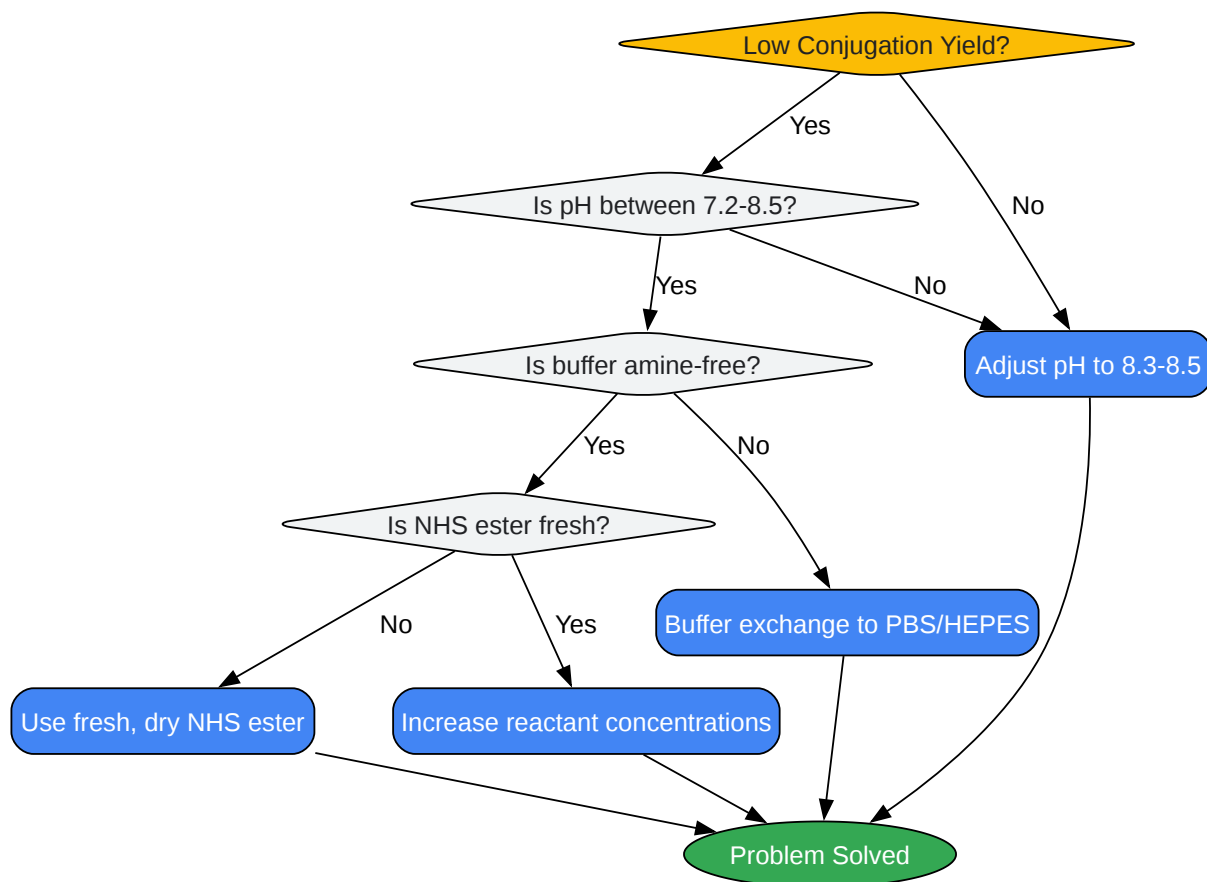 Low Conjugation Yield?
Yes
Is pH between 7.2-8.5?
No
Yes
No
Is buffer amine-free?
Adjust pH to 8.3-8.5
Yes
No
Is NHS ester fresh?
No
Yes
Buffer exchange to PBS/HEPES
Use fresh, dry NHS ester
Increase reactant concentrations
Problem Solved